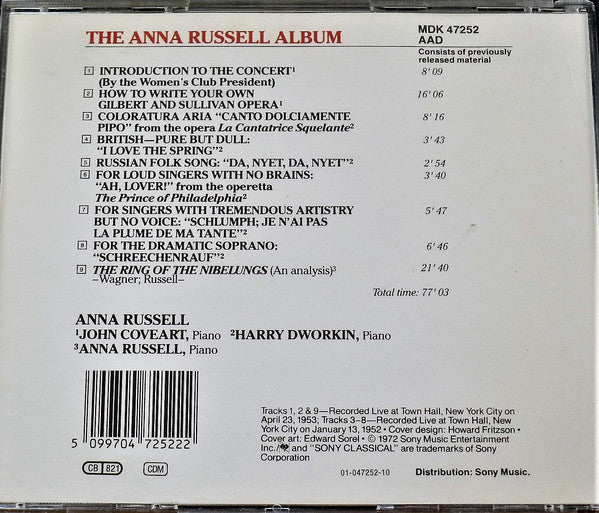 THE ANNA RUSSELL ALBUM
MDK 47252
AAD
Consists of previously
released material
1 INTRODUCTION TO THE CONCERT¹ 8' 09
(By the Women's Club President)
2 HOW TO WRITE YOUR OWN 16' 06
GILBERT AND SULLIVAN OPERA¹
3 COLORATURA ARIA "CANTO DOLCIAMENTE 8' 16
PIPO" from the opera La Cantatrice Squelante²
4 BRITISH—PURE BUT DULL: 3' 43
"I LOVE THE SPRING"²
5 RUSSIAN FOLK SONG: "DA, NYET, DA, NYET"² 2' 54
6 FOR LOUD SINGERS WITH NO BRAINS: 3' 40
"AH, LOVER!" from the operetta
The Prince of Philadelphia²
7 FOR SINGERS WITH TREMENDOUS ARTISTRY 5' 47
BUT NO VOICE: "SCHLUMPH; JE N'AI PAS
LA PLUME DE MA TANTE"²
8 FOR THE DRAMATIC SOPRANO: 6' 46
"SCHREECHENRAUF"²
9 THE RING OF THE NIBELUNGS (An analysis)³ 21' 40
–Wagner; Russell–
Total time: 77' 03
ANNA RUSSELL
¹JOHN COVEART, Piano ²HARRY DWORKIN, Piano
³ANNA RUSSELL, Piano
5 099704 725222
CB 821
CDM
Tracks 1, 2 & 9—Recorded Live at Town Hall, New York City on
April 23, 1953; Tracks 3–8—Recorded Live at Town Hall, New
York City on January 13, 1952 • Cover design: Howard Fritzson •
Cover art: Edward Sorel • ℗ 1972 Sony Music Entertainment
Inc./ and "SONY CLASSICAL" are trademarks of Sony
Corporation
01-047252-10
Distribution: Sony Music.